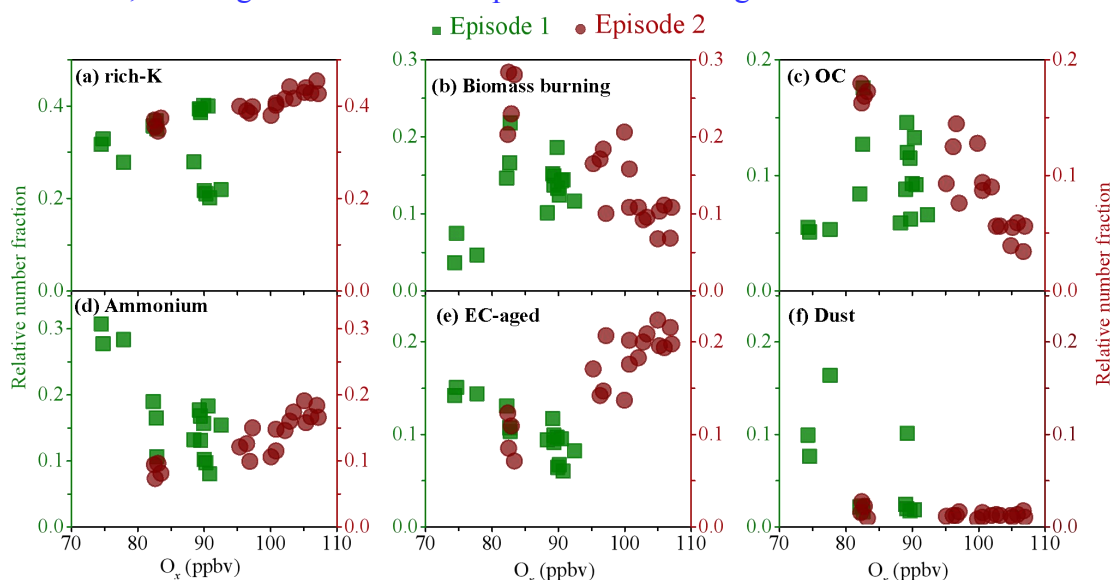 Episode 1 Episode 2
(a) rich-K
(b) Biomass burning
(c) OC
0.4 0.2
0.4 0.2 0.0
0.3 0.2 0.1 0.0
0.3 0.2 0.1 0.0
0.2 0.1 0.0
0.2 0.1 0.0
Relative number fraction
Relative number fraction
(d) Ammonium
(e) EC-aged
(f) Dust
0.3 0.2 0.1 0.0
0.3 0.2 0.1 0.0
0.2 0.1 0.0
0.2 0.1 0.0
0.2 0.1 0.0
0.2 0.1 0.0
70 80 90 100 110
70 80 90 100 110
70 80 90 100 110
Oₓ (ppbv)
Oₓ (ppbv)
Oₓ (ppbv)